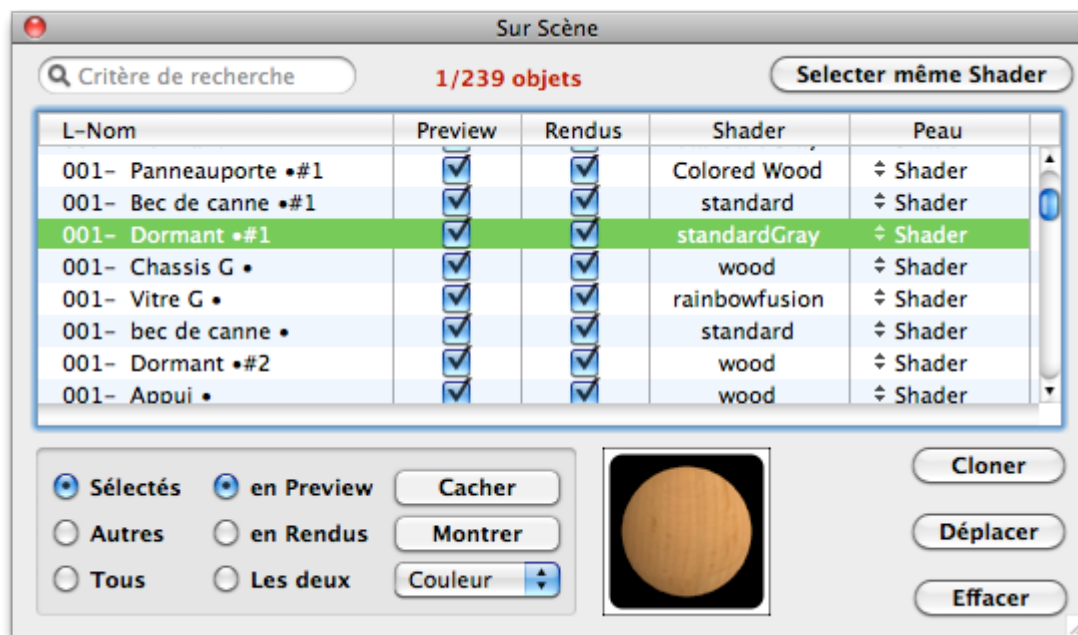 Sur Scène
Critère de recherche 1/239 objets Selecter même Shader
L-Nom Preview Rendus Shader Peau
001- Panneauporte •#1 Colored Wood Shader
001- Bec de canne •#1 standard Shader
001- Dormant •#1 standardGray Shader
001- Chassis G • wood Shader
001- Vitre G • rainbowfusion Shader
001- bec de canne • standard Shader
001- Dormant •#2 wood Shader
001- Appui • wood Shader
Sélectés en Preview Cacher Cloner
Autres en Rendus Montrer Déplacer
Tous Les deux Couleur Effacer